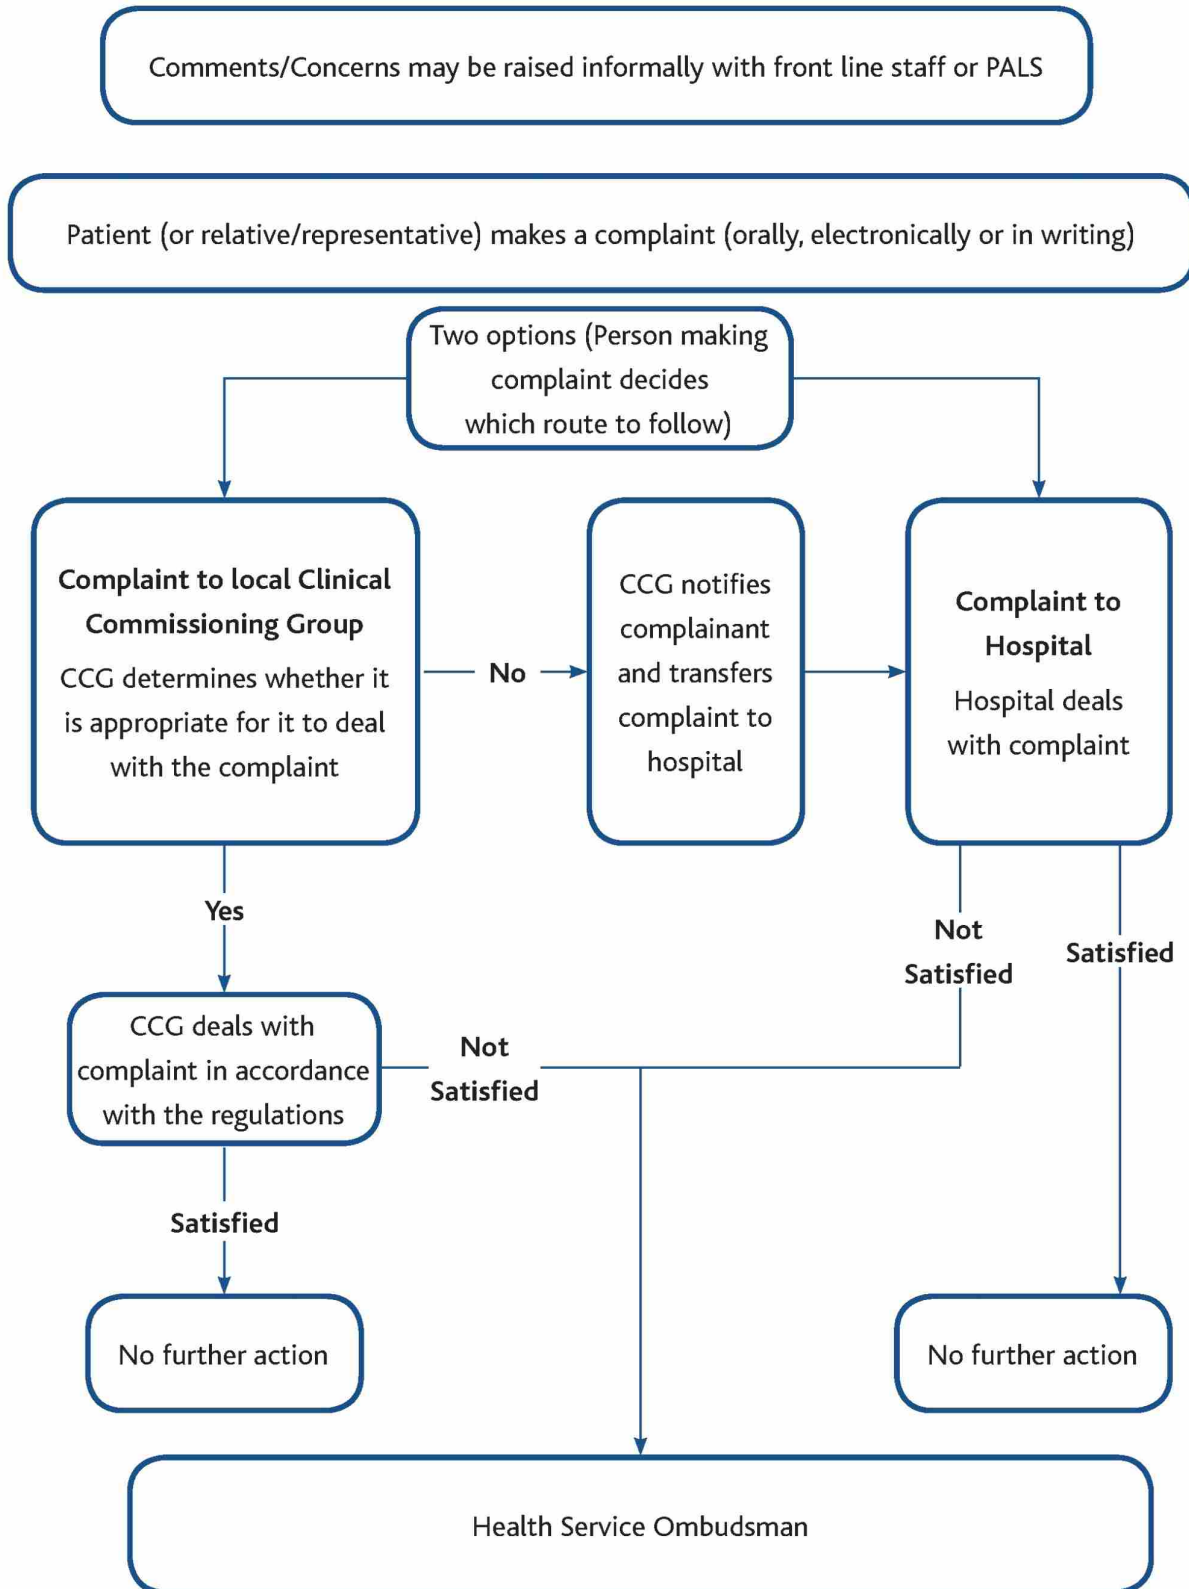 Comments/Concerns may be raised informally with front line staff or PALS
Patient (or relative/representative) makes a complaint (orally, electronically or in writing)
Two options (Person making
complaint decides
which route to follow)
Complaint to local Clinical
Commissioning Group
CCG determines whether it
is appropriate for it to deal
with the complaint
No
CCG notifies
complainant
and transfers
complaint to
hospital
Complaint to
Hospital
Hospital deals
with complaint
Yes
Not
Satisfied
Satisfied
CCG deals with
complaint in accordance
with the regulations
Not
Satisfied
Satisfied
No further action
No further action
Health Service Ombudsman